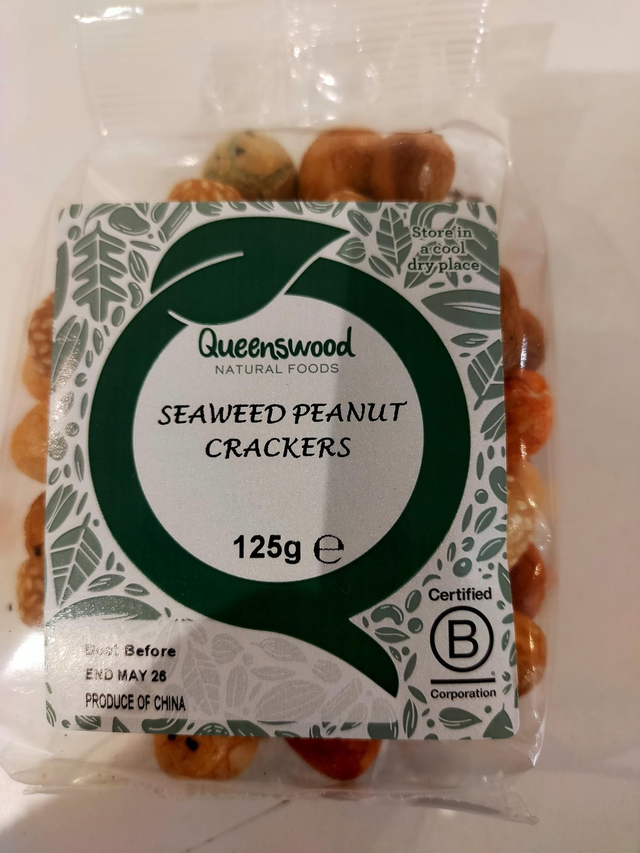 Store in
a cool
dry place
Queenswood
NATURAL FOODS
SEAWEED PEANUT
CRACKERS
125g ℮
Certified
B
Corporation
Best Before
END MAY 26
PRODUCE OF CHINA